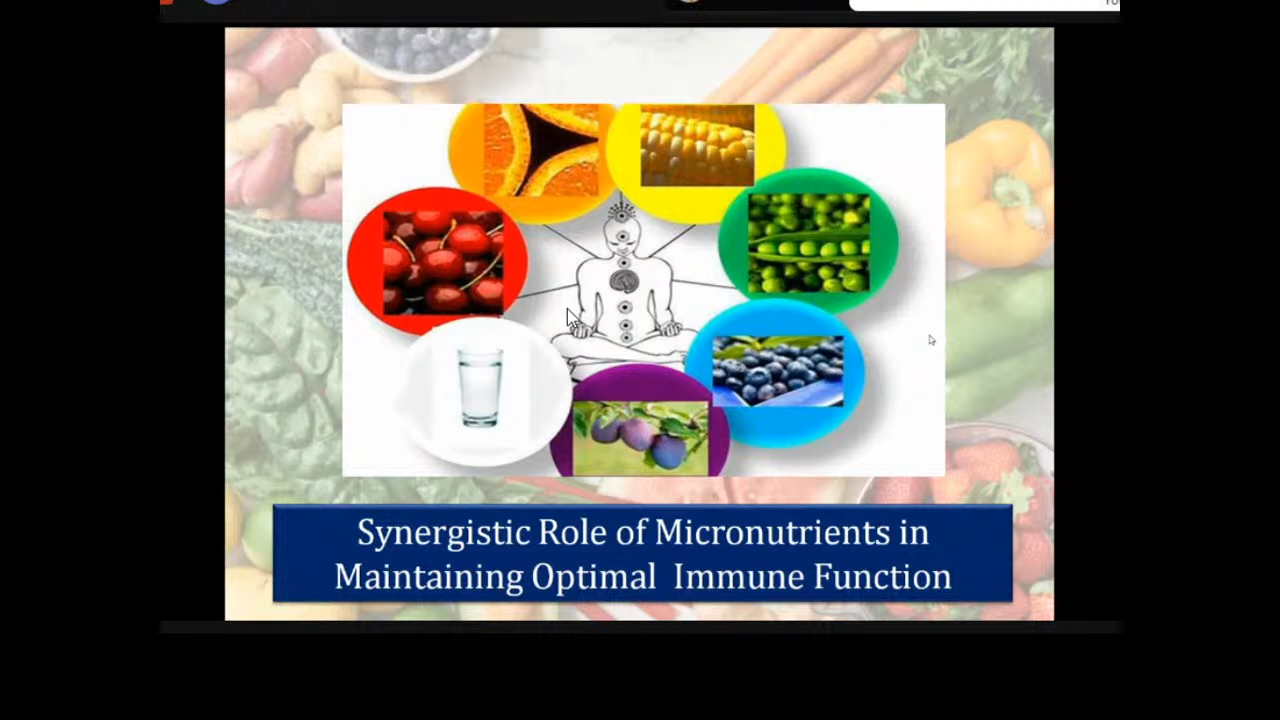 Synergistic Role of Micronutrients in
Maintaining Optimal Immune Function